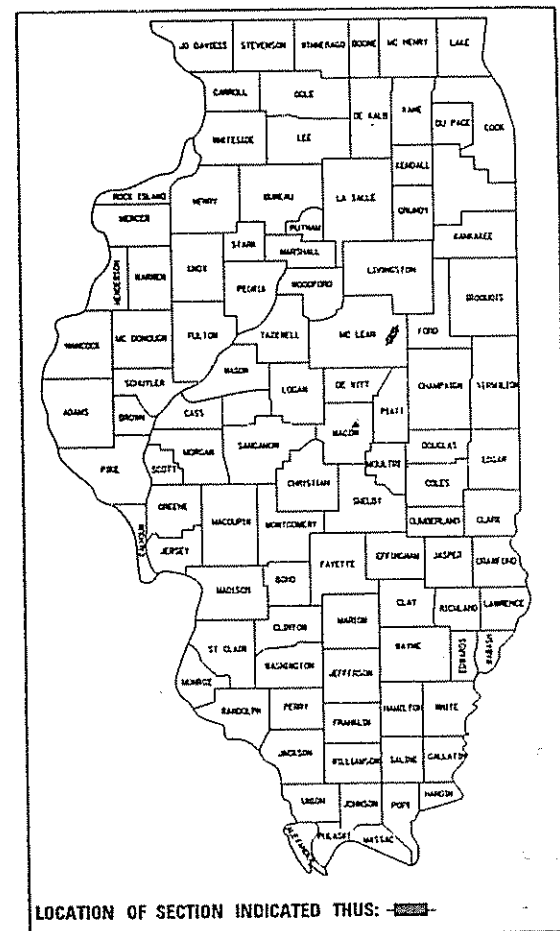 JO DAVIESS STEVENSON WINNEBAGO BOONE MC HENRY LAKE
CARROLL OGLE DE KALB KANE DU PAGE COOK
WHITESIDE LEE
KENDALL
ROCK ISLAND HENRY BUREAU LA SALLE GRUNDY
MERCER PUTNAM
STARK MARSHALL KANKAKEE
HENDERSON WARREN KNOX PEORIA WOODFORD LIVINGSTON IROQUOIS
HANCOCK MC DONOUGH FULTON TAZEWELL MC LEAN FORD
MASON
SCHUYLER LOGAN DE WITT CHAMPAIGN VERMILION
ADAMS BROWN CASS PIATT
MACON
MORGAN SANGAMON DOUGLAS
PIKE SCOTT MOULTRIE EDGAR
CHRISTIAN COLES
GREENE SHELBY
MACOUPIN MONTGOMERY CUMBERLAND CLARK
CALHOUN JERSEY
FAYETTE EFFINGHAM JASPER CRAWFORD
MADISON BOND
CLAY RICHLAND LAWRENCE
CLINTON MARION
ST CLAIR WAYNE EDWARDS WABASH
WASHINGTON JEFFERSON
MONROE
RANDOLPH PERRY HAMILTON WHITE
FRANKLIN
JACKSON WILLIAMSON SALINE GALLATIN
UNION JOHNSON POPE HARDIN
ALEXANDER PULASKI MASSAC
LOCATION OF SECTION INDICATED THUS: